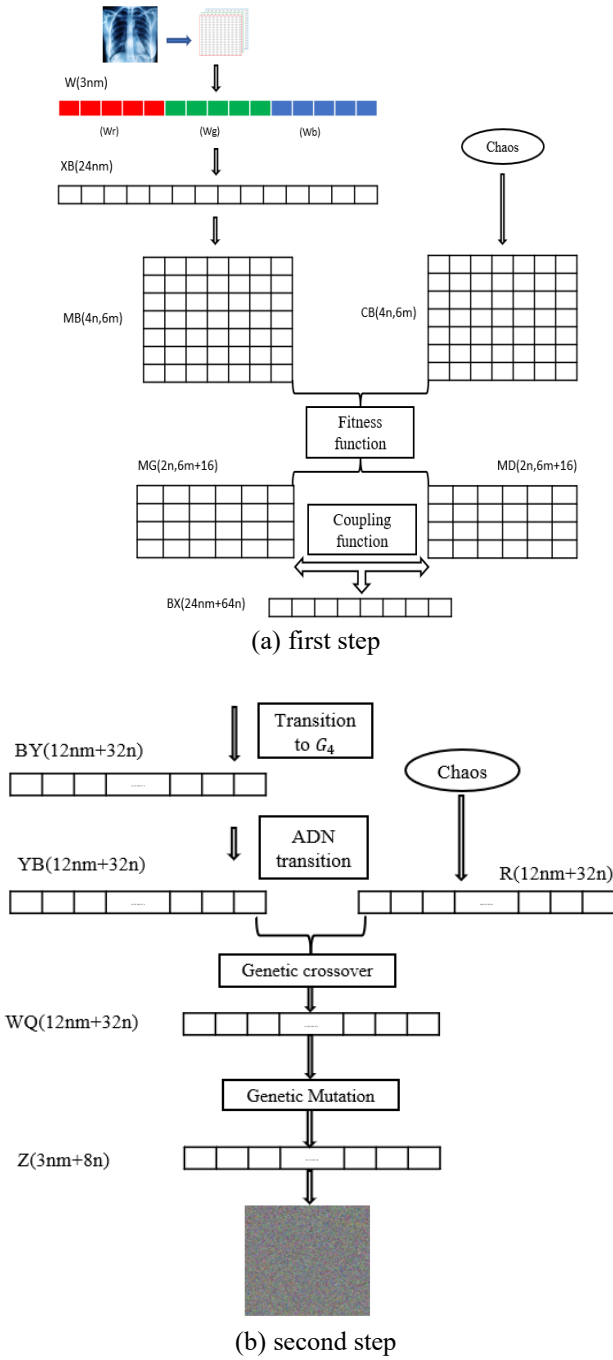 W(3nm)
(Wr)
(Wg)
(Wb)
XB(24nm)
Chaos
MB(4n,6m)
CB(4n,6m)
Fitness
function
MG(2n,6m+16)
MD(2n,6m+16)
Coupling
function
BX(24nm+64n)
(a) first step
Transition
to G₄
BY(12nm+32n)
Chaos
ADN
transition
YB(12nm+32n)
R(12nm+32n)
Genetic crossover
WQ(12nm+32n)
Genetic Mutation
Z(3nm+8n)
(b) second step